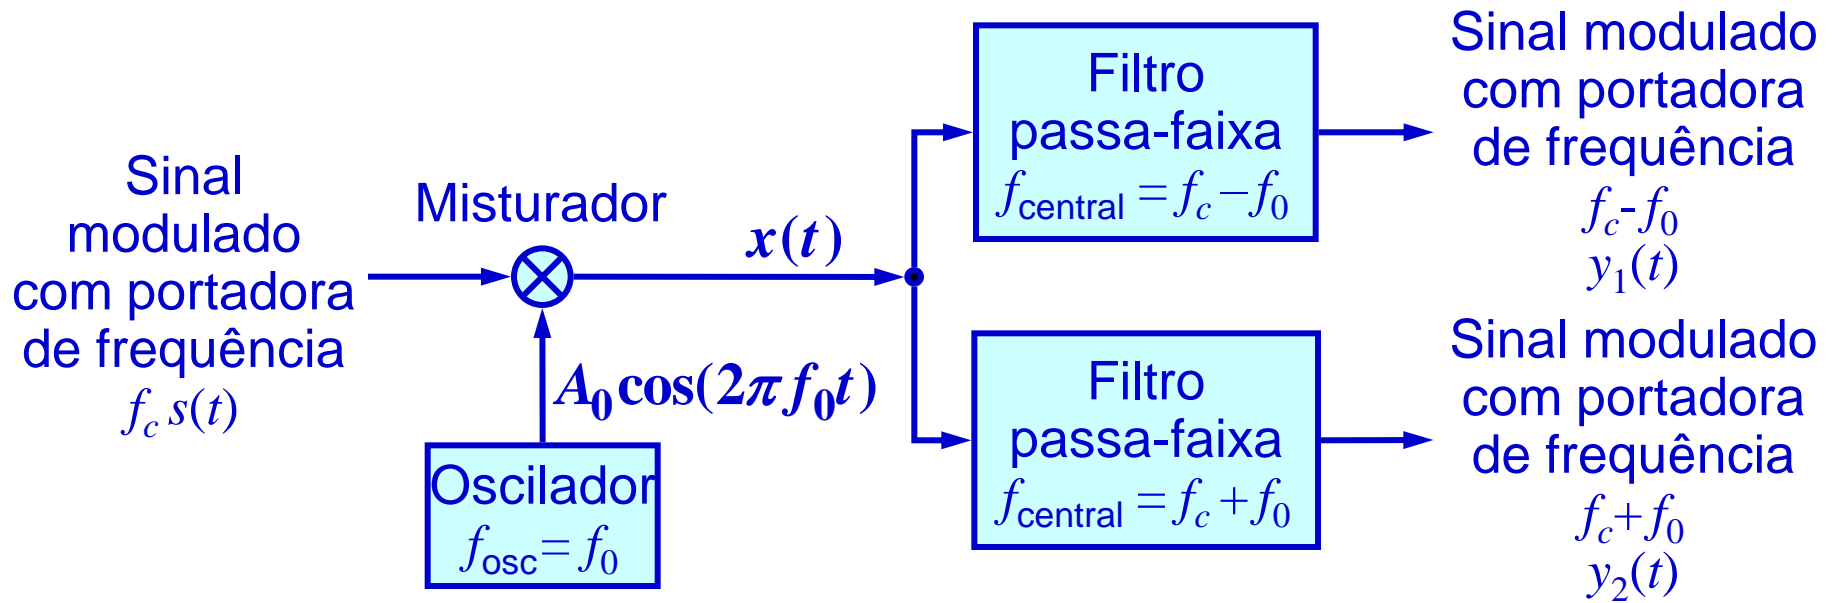 Sinal
modulado
com portadora
de frequência
f_c s(t)
Misturador
x(t)
A_0 cos(2π f_0 t)
Oscilador
f_osc = f_0
Filtro
passa-faixa
f_central = f_c − f_0
Sinal modulado
com portadora
de frequência
f_c-f_0
y_1(t)
Filtro
passa-faixa
f_central = f_c + f_0
Sinal modulado
com portadora
de frequência
f_c+f_0
y_2(t)